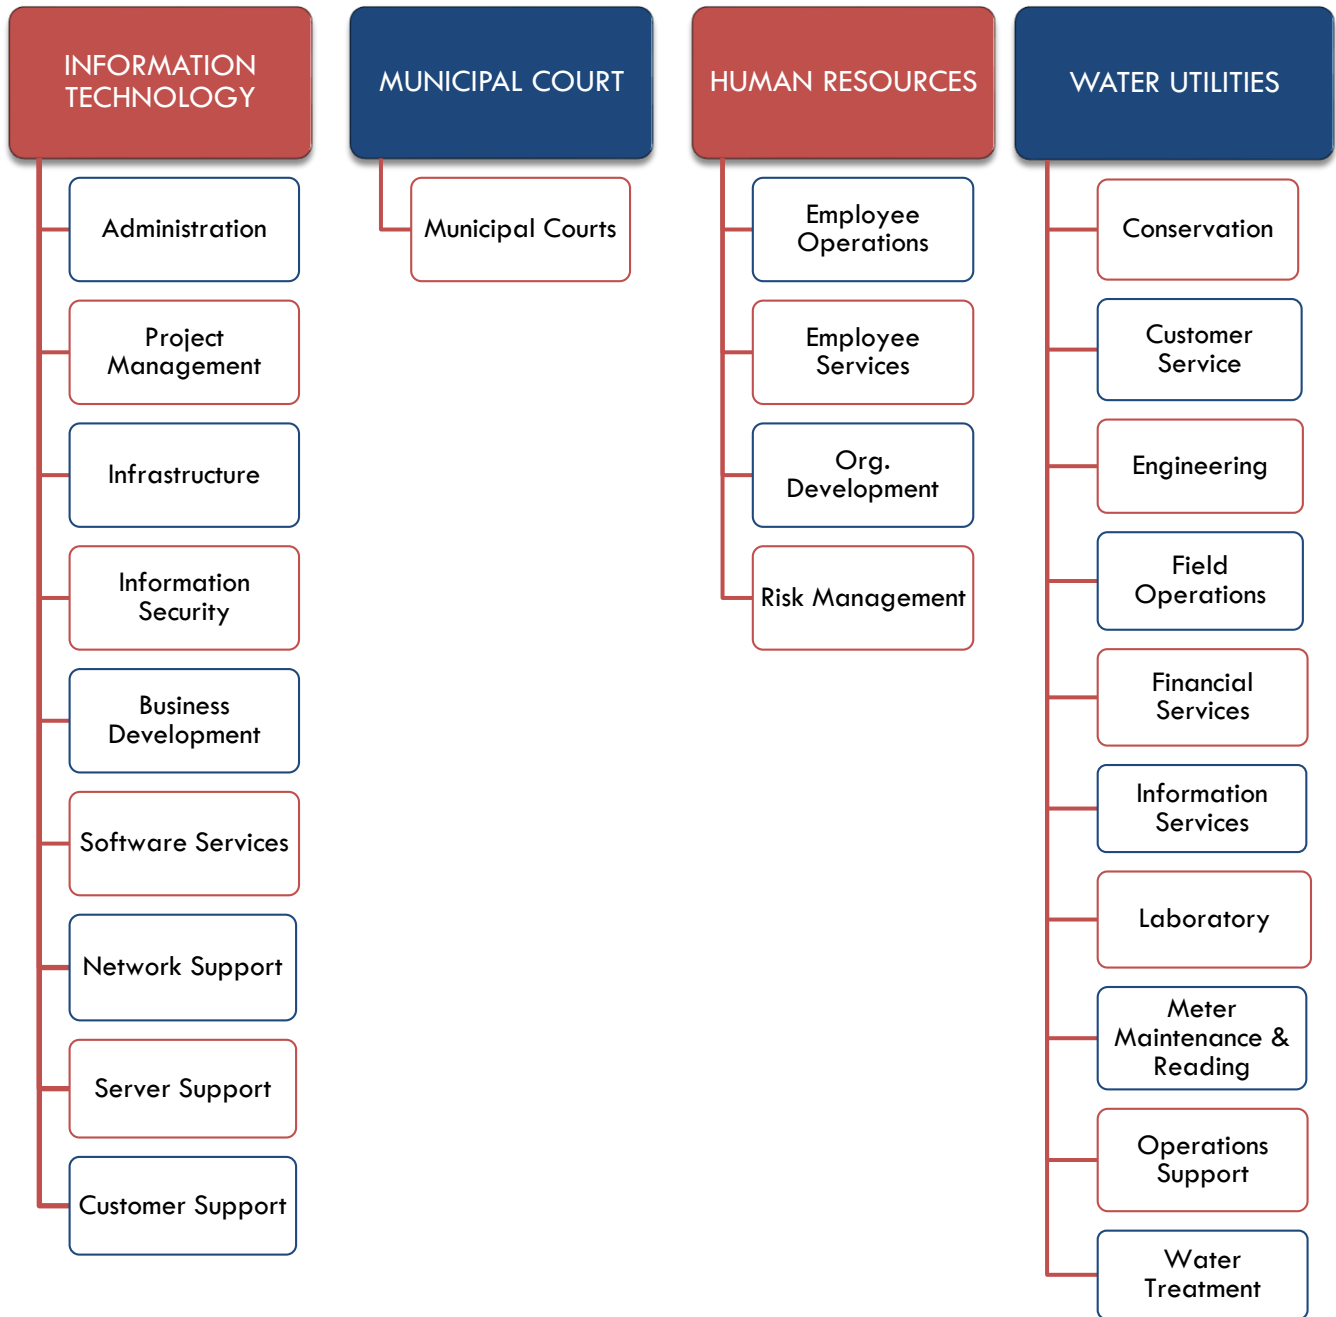 INFORMATION
TECHNOLOGY
Administration
Project
Management
Infrastructure
Information
Security
Business
Development
Software Services
Network Support
Server Support
Customer Support
MUNICIPAL COURT
Municipal Courts
HUMAN RESOURCES
Employee
Operations
Employee
Services
Org.
Development
Risk Management
WATER UTILITIES
Conservation
Customer
Service
Engineering
Field
Operations
Financial
Services
Information
Services
Laboratory
Meter
Maintenance &
Reading
Operations
Support
Water
Treatment